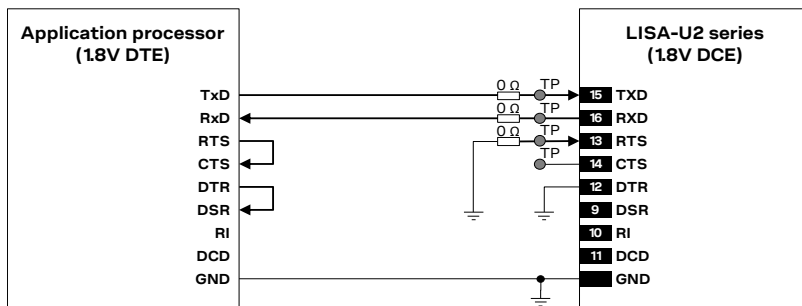 Application processor
(1.8V DTE)
LISA-U2 series
(1.8V DCE)
TxD
0 Ω
TP
15
TXD
RxD
0 Ω
TP
16
RXD
RTS
0 Ω
TP
13
RTS
CTS
TP
14
CTS
DTR
12
DTR
DSR
9
DSR
RI
10
RI
DCD
11
DCD
GND
GND